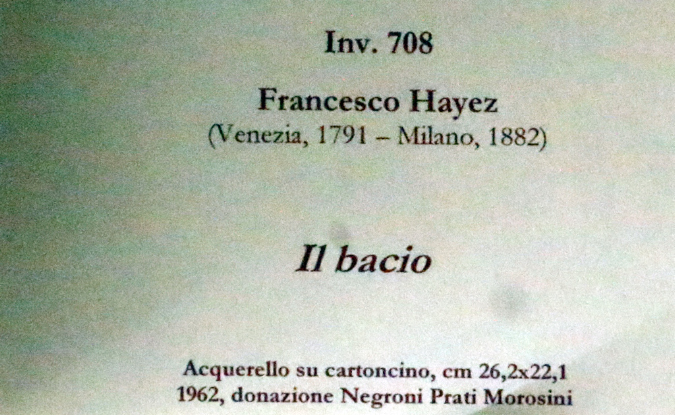 Inv. 708
Francesco Hayez
(Venezia, 1791 – Milano, 1882)
Il bacio
Acquerello su cartoncino, cm 26,2x22,1
1962, donazione Negroni Prati Morosini